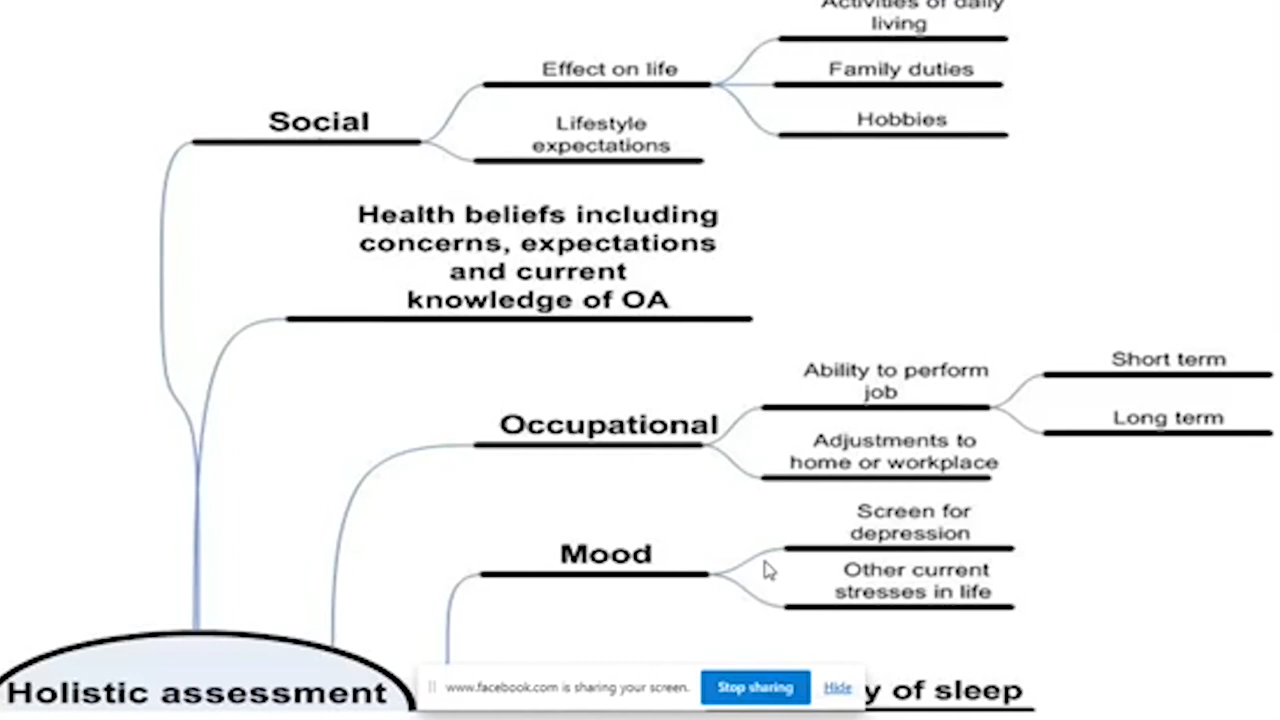 Activities of daily
living
Effect on life
Family duties
Social
Hobbies
Lifestyle
expectations
Health beliefs including
concerns, expectations
and current
knowledge of OA
Ability to perform
job
Short term
Long term
Occupational
Adjustments to
home or workplace
Screen for
depression
Mood
Other current
stresses in life
Holistic assessment
www.facebook.com is sharing your screen.
Stop sharing
Hide
y of sleep